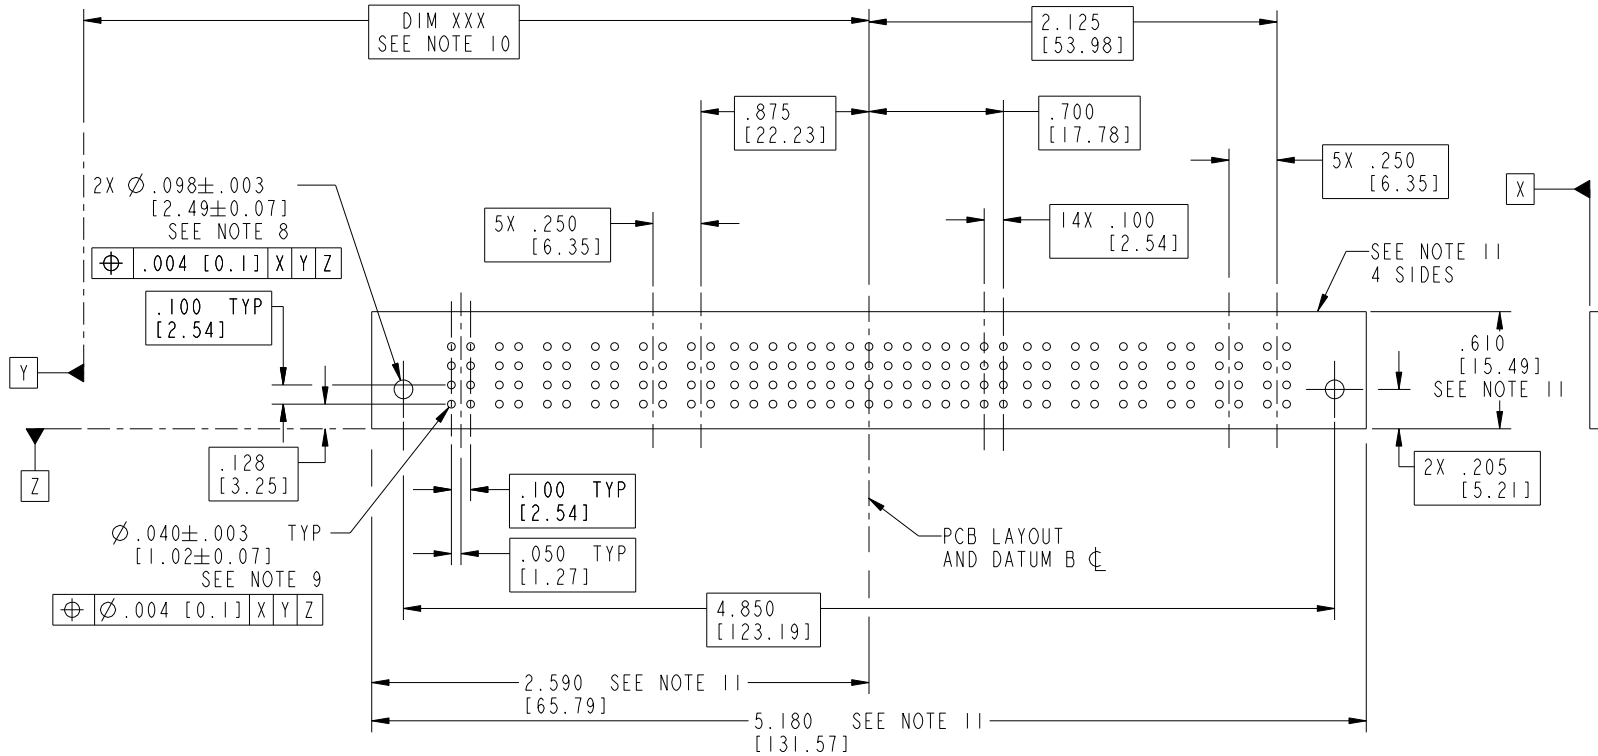 DIM XXX
SEE NOTE 10
2.125
[53.98]
.875
[22.23]
.700
[17.78]
5X .250
[6.35]
X
2X Ø .098±.003
[2.49±0.07]
SEE NOTE 8
⌖ .004 [0.1] X Y Z
5X .250
[6.35]
14X .100
[2.54]
SEE NOTE 11
4 SIDES
.100 TYP
[2.54]
.610
[15.49]
SEE NOTE 11
Y
Z
.128
[3.25]
2X .205
[5.21]
.100 TYP
[2.54]
Ø .040±.003 TYP
[1.02±0.07]
SEE NOTE 9
⌖ Ø .004 [0.1] X Y Z
.050 TYP
[1.27]
PCB LAYOUT
AND DATUM B ℄
4.850
[123.19]
2.590 SEE NOTE 11
[65.79]
5.180 SEE NOTE 11
[131.57]